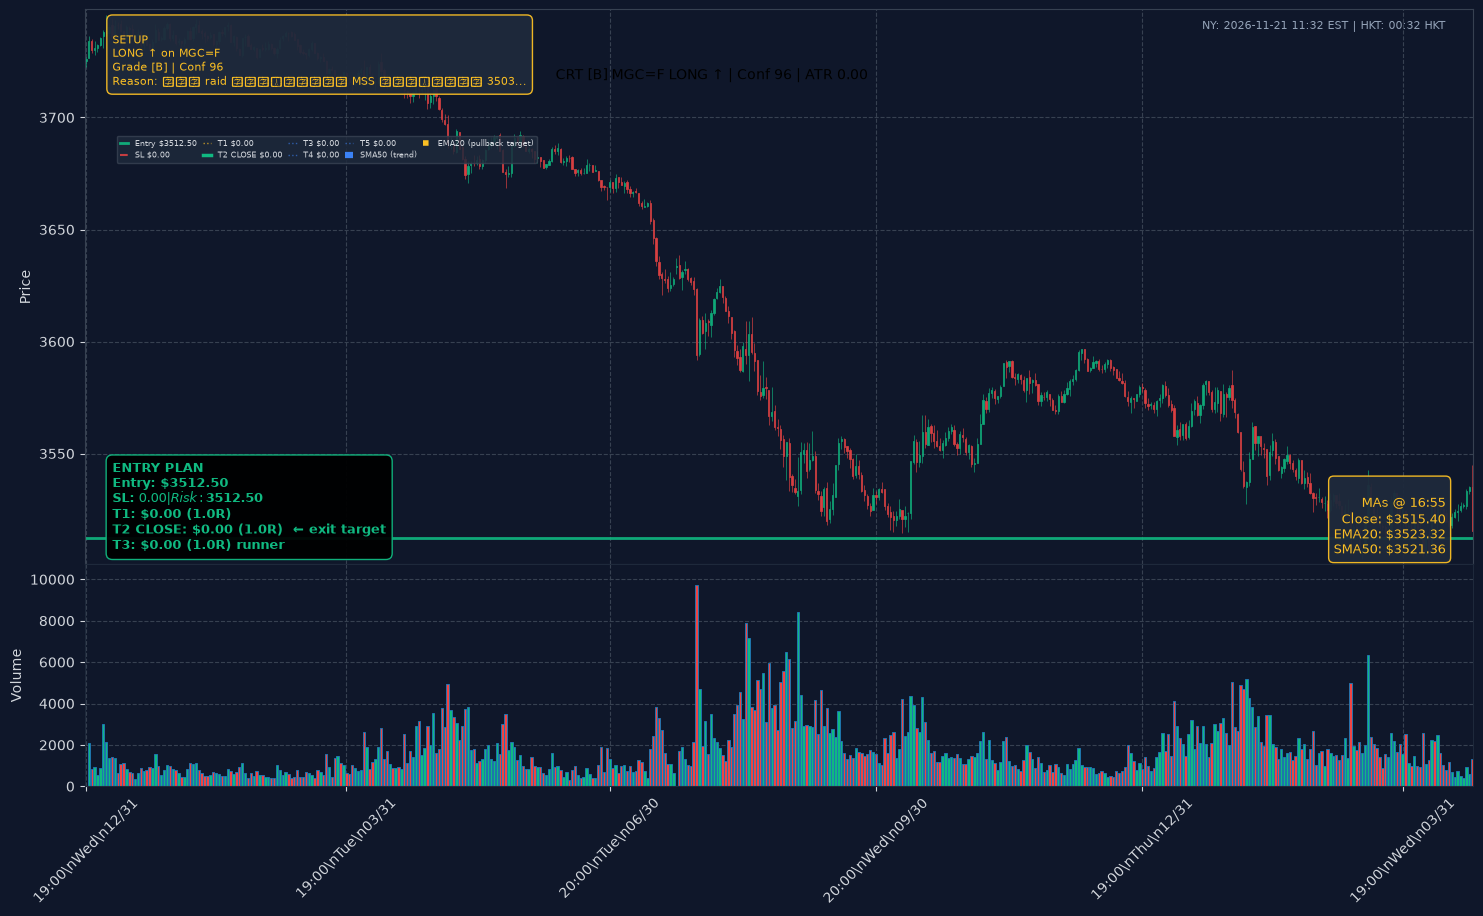 NY: 2026-11-21 11:32 EST | HKT: 00:32 HKT
SETUP
LONG ↑ on MGC=F
Grade [B] | Conf 96
Reason: raid MSS 3503...
CRT [B] MGC=F LONG ↑ | Conf 96 | ATR 0.00
Entry $3512.50 T1 $0.00 T3 $0.00 T5 $0.00 EMA20 (pullback target)
SL $0.00 T2 CLOSE $0.00 T4 $0.00 SMA50 (trend)
Price
3700
3650
3600
3550
ENTRY PLAN
Entry: $3512.50
SL: 0.00|Risk:3512.50
T1: $0.00 (1.0R)
T2 CLOSE: $0.00 (1.0R) ← exit target
T3: $0.00 (1.0R) runner
MAs @ 16:55
Close: $3515.40
EMA20: $3523.32
SMA50: $3521.36
Volume
10000
8000
6000
4000
2000
0
19:00\nWed\n12/31
19:00\nTue\n03/31
20:00\nTue\n06/30
20:00\nWed\n09/30
19:00\nThu\n12/31
19:00\nWed\n03/31